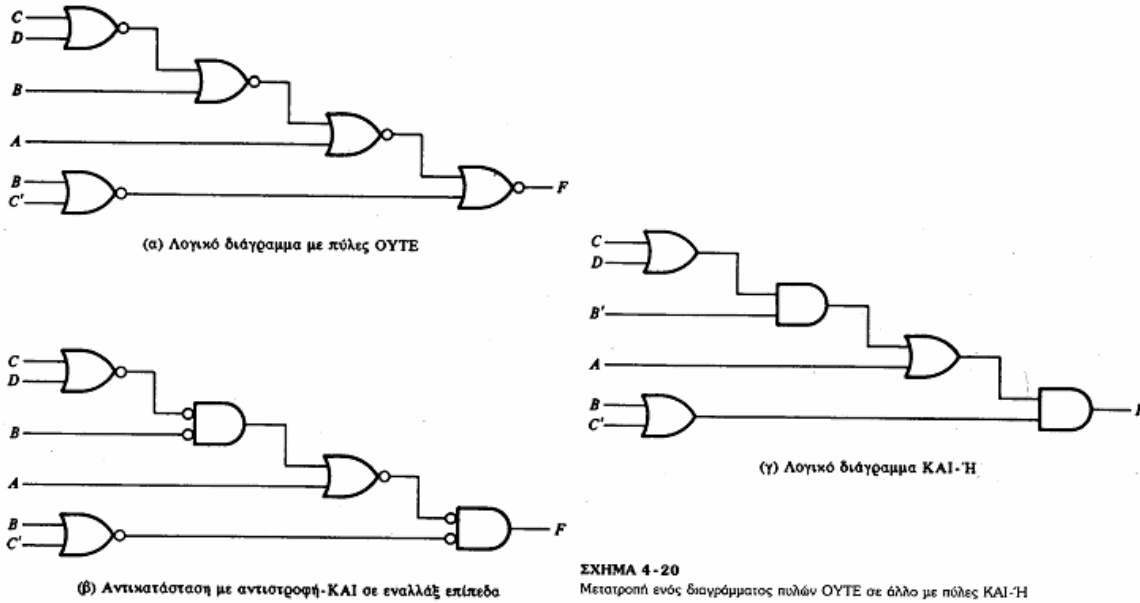 C
D
B
A
B
C'
F
(α) Λογικό διάγραμμα με πύλες ΟΥΤΕ
C
D
B
A
B
C'
F
(β) Αντικατάσταση με αντιστροφή-ΚΑΙ σε εναλλάξ επίπεδα
C
D
B'
A
B
C'
(γ) Λογικό διάγραμμα ΚΑΙ-Ή
ΣΧΗΜΑ 4-20
Μετατροπή ενός διαγράμματος πυλών ΟΥΤΕ σε άλλο με πύλες ΚΑΙ-Ή